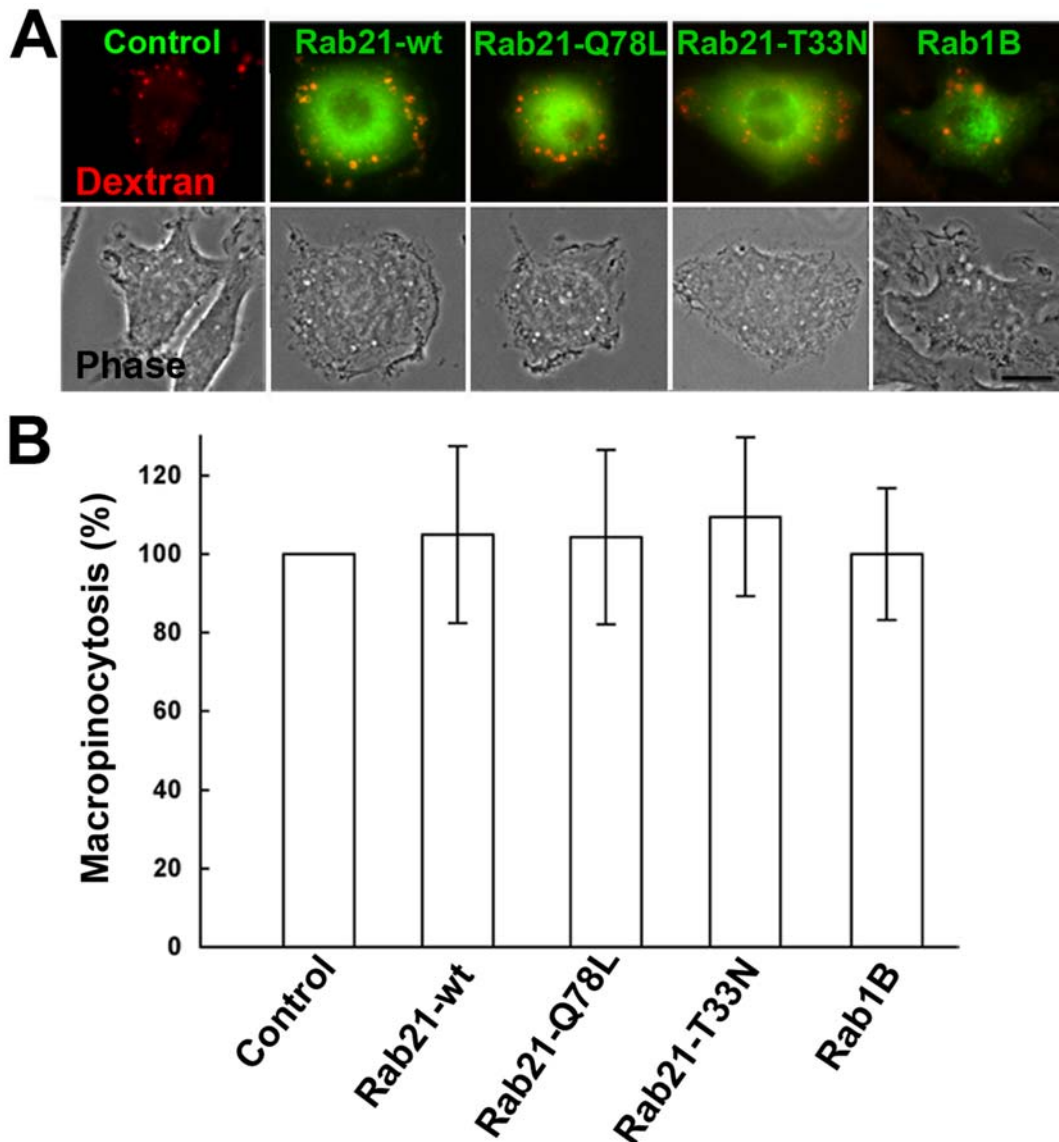 A
Control Rab21-wt Rab21-Q78L Rab21-T33N Rab1B
Dextran
Phase
B
Macropinocytosis (%)
120
100
80
60
40
20
0
Control Rab21-wt Rab21-Q78L Rab21-T33N Rab1B